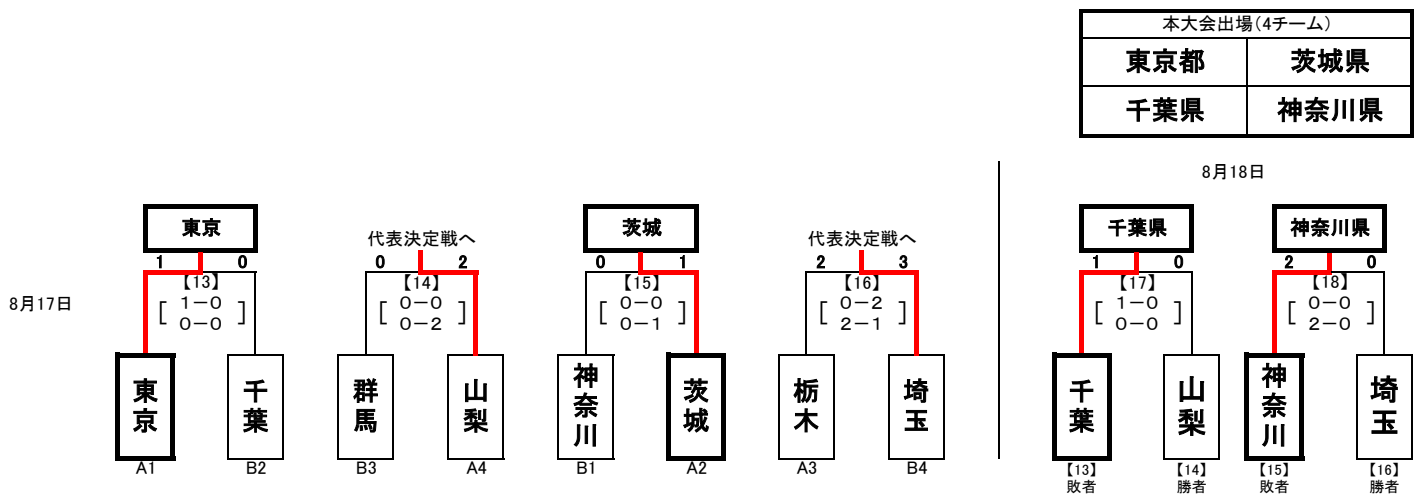 本大会出場(4チーム)
東京都 茨城県
千葉県 神奈川県
8月18日
東京 代表決定戦へ 茨城 代表決定戦へ 千葉県 神奈川県
1 0 0 2 0 1 2 3 1 0 2 0
【13】 【14】 【15】 【16】 【17】 【18】
8月17日
[ 1-0 ] [ 0-0 ] [ 0-0 ] [ 0-2 ] [ 1-0 ] [ 0-0 ]
0-0 0-2 0-1 2-1 0-0 2-0
東京 千葉 群馬 山梨 神奈川 茨城 栃木 埼玉 千葉 山梨 神奈川 埼玉
A1 B2 B3 A4 B1 A2 A3 B4 【13】 【14】 【15】 【16】
敗者 勝者 敗者 勝者